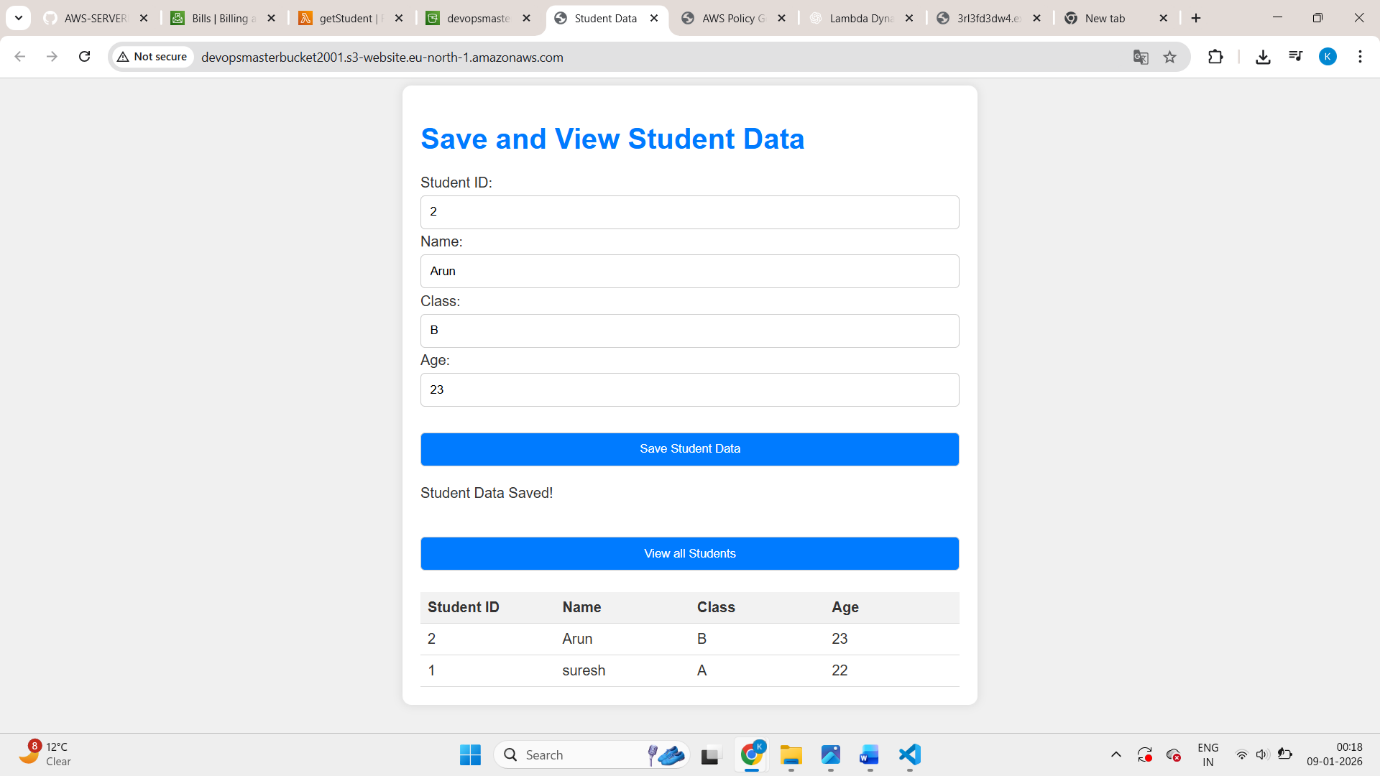 AWS-SERVER
Bills | Billing a
getStudent |
devopsmaste
Student Data
AWS Policy G
Lambda Dyna
3rl3fd3dw4.e
New tab
Not secure
devopsmasterbucket2001.s3-website.eu-north-1.amazonaws.com
K
Save and View Student Data
Student ID:
2
Name:
Arun
Class:
B
Age:
23
Save Student Data
Student Data Saved!
View all Students
Student ID Name Class Age
2 Arun B 23
1 suresh A 22
8
12°C
Clear
Search
K
ENG
IN
00:18
09-01-2026